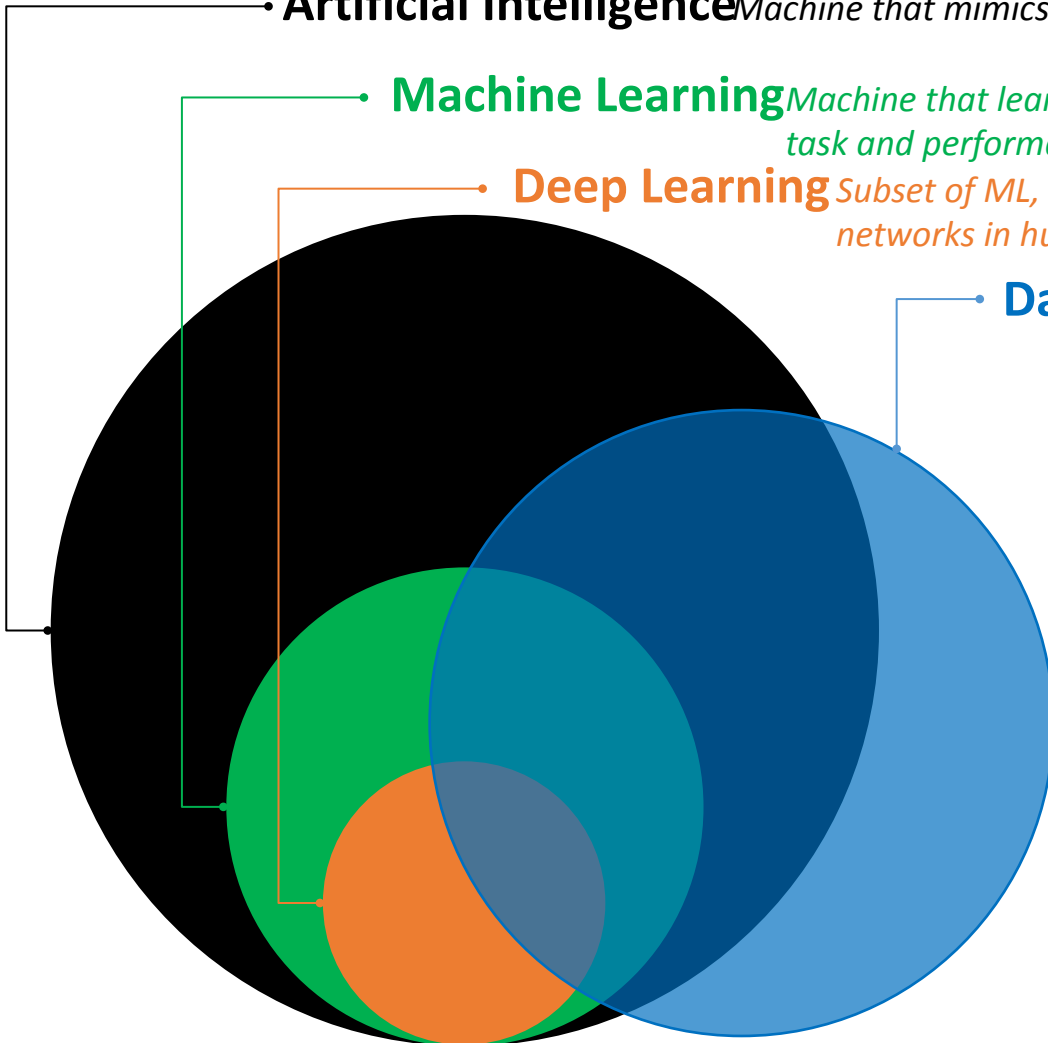 Artificial Intelligence Machine that mimics
Machine Learning Machine that lear
task and performa
Deep Learning Subset of ML,
networks in hu
Da